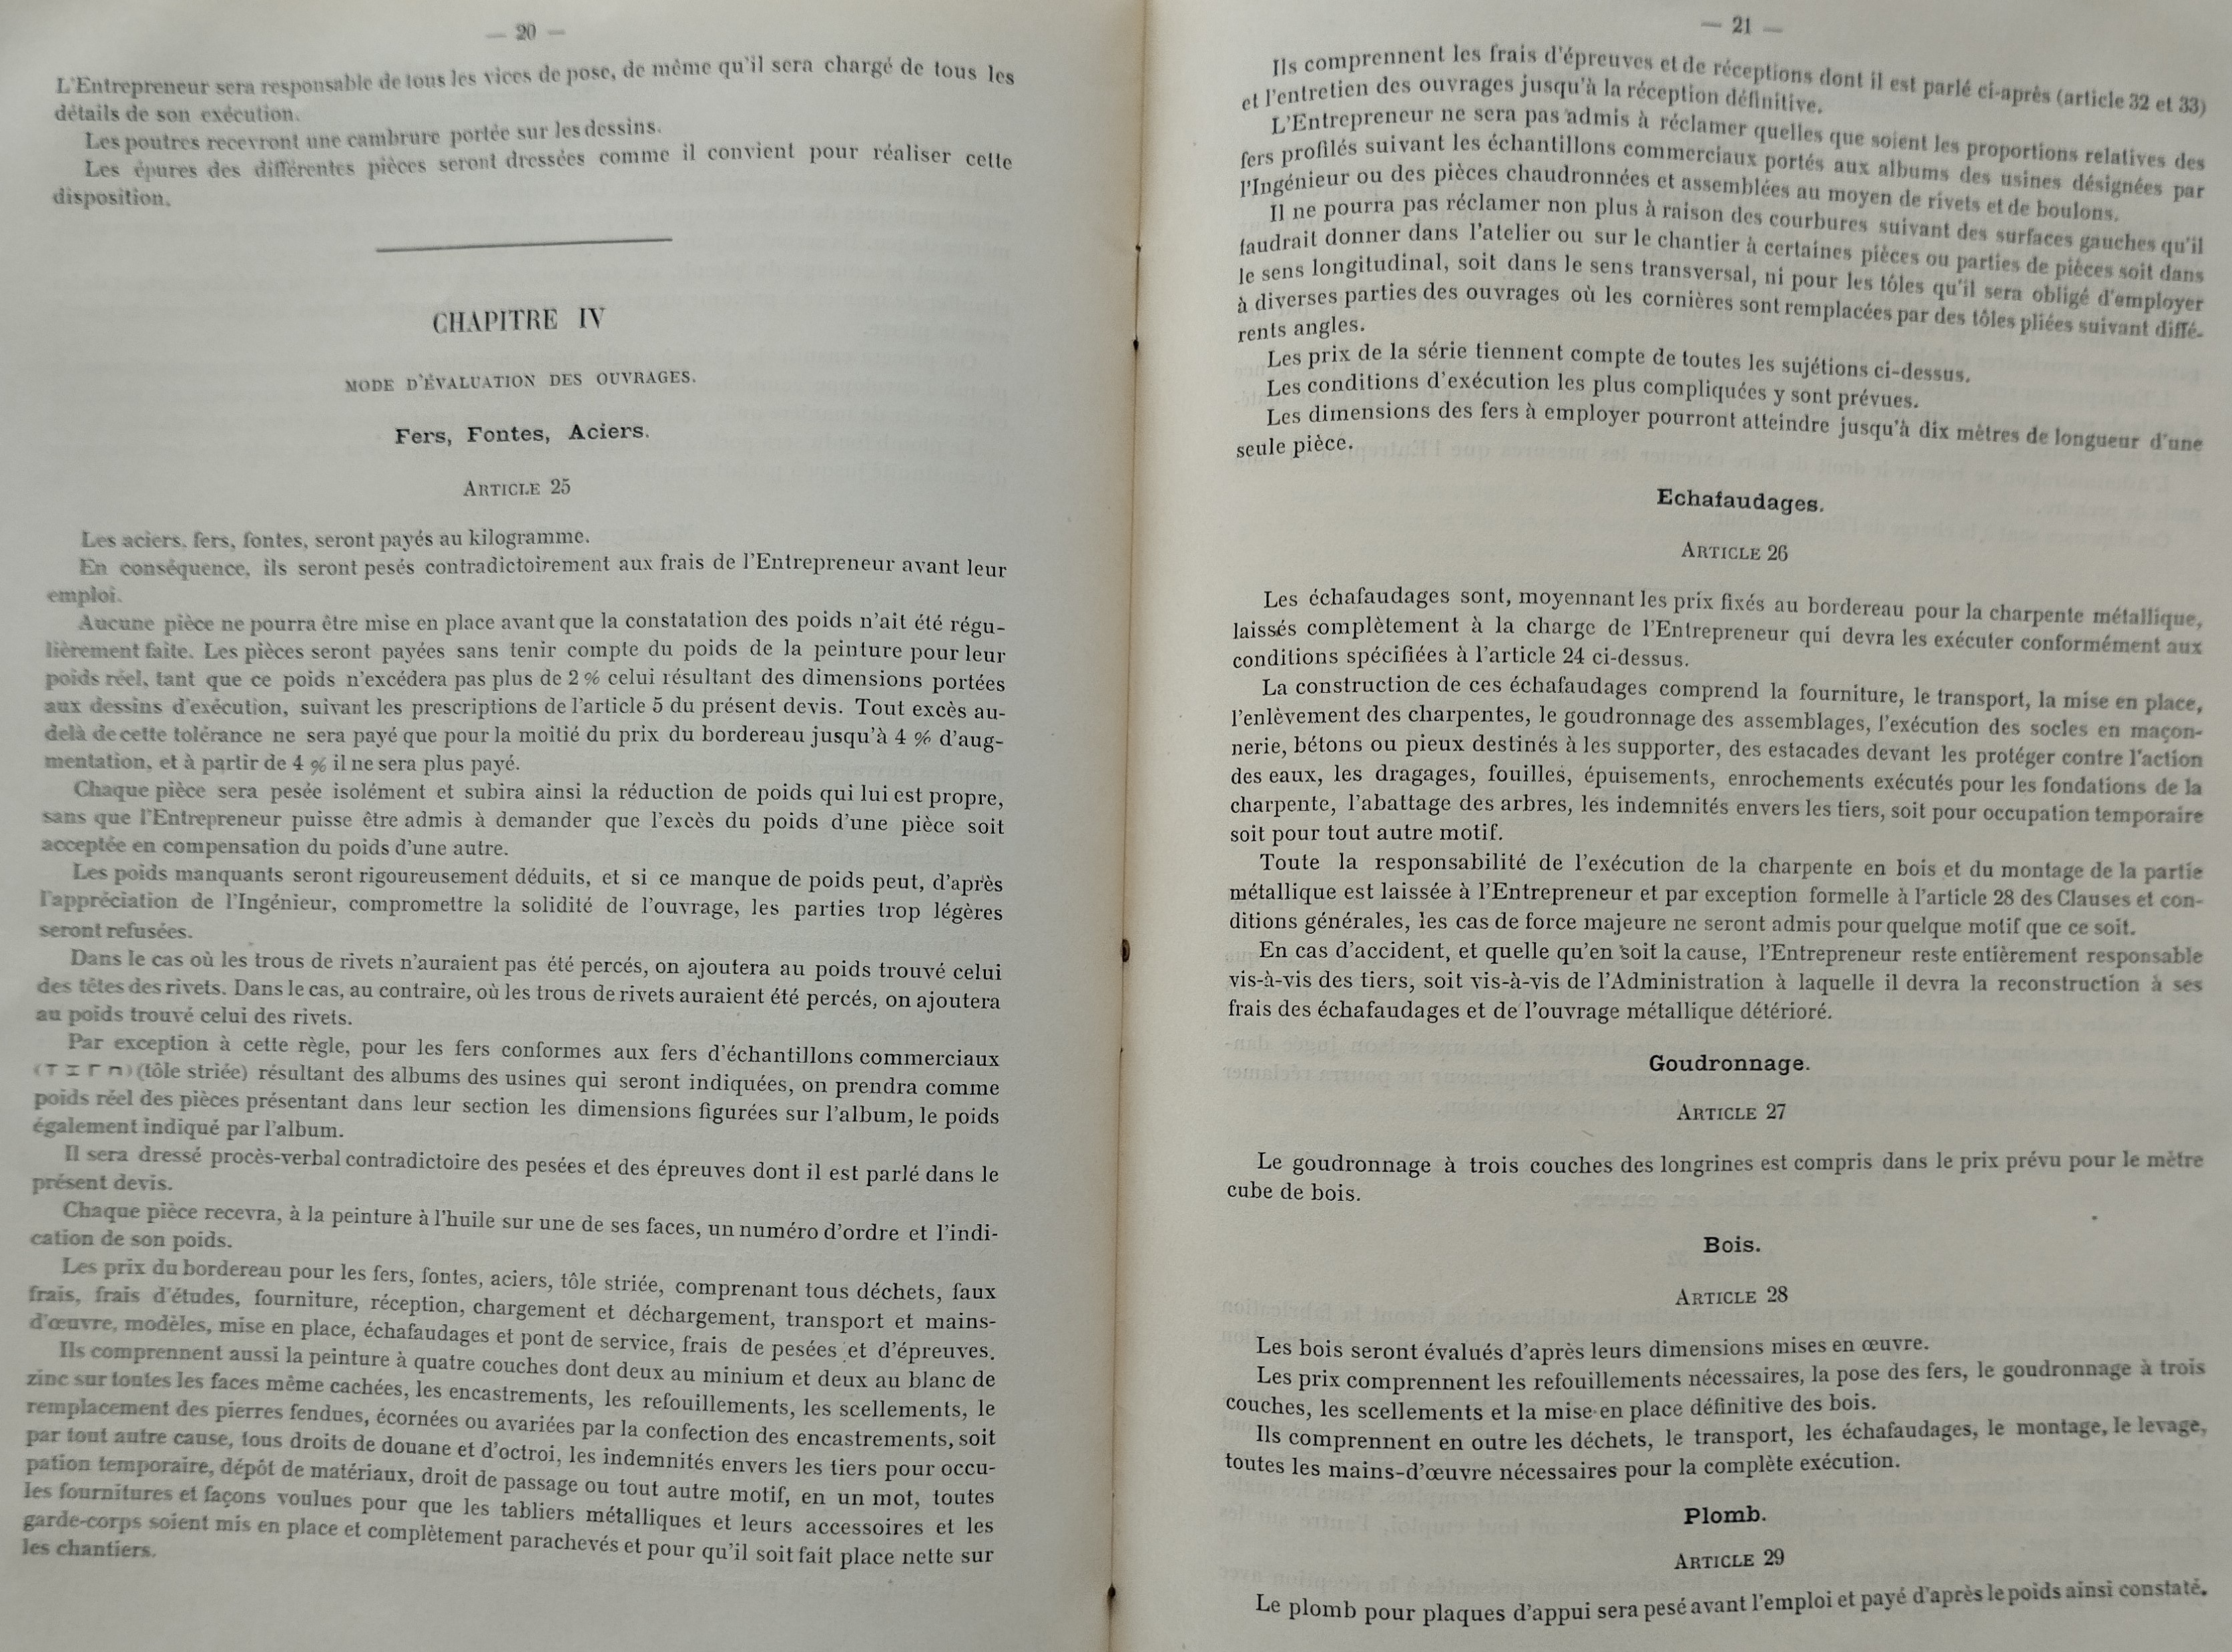 — 20 —
L'Entrepreneur sera responsable de tous les vices de pose, de même qu'il sera chargé de tous les
détails de son exécution.
Les poutres recevront une cambrure portée sur les dessins.
Les épures des différentes pièces seront dressées comme il convient pour réaliser cette
disposition.
CHAPITRE IV
MODE D'ÉVALUATION DES OUVRAGES.
Fers, Fontes, Aciers.
ARTICLE 25
Les aciers, fers, fontes, seront payés au kilogramme.
En conséquence, ils seront pesés contradictoirement aux frais de l'Entrepreneur avant leur
emploi.
Aucune pièce ne pourra être mise en place avant que la constatation des poids n'ait été régu-
lièrement faite. Les pièces seront payées sans tenir compte du poids de la peinture pour leur
poids réel, tant que ce poids n'excédera pas plus de 2 % celui résultant des dimensions portées
aux dessins d'exécution, suivant les prescriptions de l'article 5 du présent devis. Tout excès au-
delà de cette tolérance ne sera payé que pour la moitié du prix du bordereau jusqu'à 4 % d'aug-
mentation, et à partir de 4 % il ne sera plus payé.
Chaque pièce sera pesée isolément et subira ainsi la réduction de poids qui lui est propre,
sans que l'Entrepreneur puisse être admis à demander que l'excès du poids d'une pièce soit
acceptée en compensation du poids d'une autre.
Les poids manquants seront rigoureusement déduits, et si ce manque de poids peut, d'après
l'appréciation de l'Ingénieur, compromettre la solidité de l'ouvrage, les parties trop légères
seront refusées.
Dans le cas où les trous de rivets n'auraient pas été percés, on ajoutera au poids trouvé celui
des têtes des rivets. Dans le cas, au contraire, où les trous de rivets auraient été percés, on ajoutera
au poids trouvé celui des rivets.
Par exception à cette règle, pour les fers conformes aux fers d'échantillons commerciaux
(T I Γ ⊓) (tôle striée) résultant des albums des usines qui seront indiquées, on prendra comme
poids réel des pièces présentant dans leur section les dimensions figurées sur l'album, le poids
également indiqué par l'album.
Il sera dressé procès-verbal contradictoire des pesées et des épreuves dont il est parlé dans le
présent devis.
Chaque pièce recevra, à la peinture à l'huile sur une de ses faces, un numéro d'ordre et l'indi-
cation de son poids.
Les prix du bordereau pour les fers, fontes, aciers, tôle striée, comprenant tous déchets, faux
frais, frais d'études, fourniture, réception, chargement et déchargement, transport et mains-
d'œuvre, modèles, mise en place, échafaudages et pont de service, frais de pesées et d'épreuves.
Ils comprennent aussi la peinture à quatre couches dont deux au minium et deux au blanc de
zinc sur toutes les faces même cachées, les encastrements, les refouillements, les scellements, le
remplacement des pierres fendues, écornées ou avariées par la confection des encastrements, soit
par tout autre cause, tous droits de douane et d'octroi, les indemnités envers les tiers pour occu-
pation temporaire, dépôt de matériaux, droit de passage ou tout autre motif, en un mot, toutes
les fournitures et façons voulues pour que les tabliers métalliques et leurs accessoires et les
garde-corps soient mis en place et complètement parachevés et pour qu'il soit fait place nette sur
les chantiers.
— 21 —
Ils comprennent les frais d'épreuves et de réceptions dont il est parlé ci-après (article 32 et 33)
et l'entretien des ouvrages jusqu'à la réception définitive.
L'Entrepreneur ne sera pas admis à réclamer quelles que soient les proportions relatives des
fers profilés suivant les échantillons commerciaux portés aux albums des usines désignées par
l'Ingénieur ou des pièces chaudronnées et assemblées au moyen de rivets et de boulons.
Il ne pourra pas réclamer non plus à raison des courbures suivant des surfaces gauches qu'il
faudrait donner dans l'atelier ou sur le chantier à certaines pièces ou parties de pièces soit dans
le sens longitudinal, soit dans le sens transversal, ni pour les tôles qu'il sera obligé d'employer
à diverses parties des ouvrages où les cornières sont remplacées par des tôles pliées suivant diffé-
rents angles.
Les prix de la série tiennent compte de toutes les sujétions ci-dessus.
Les conditions d'exécution les plus compliquées y sont prévues.
Les dimensions des fers à employer pourront atteindre jusqu'à dix mètres de longueur d'une
seule pièce.
Echafaudages.
ARTICLE 26
Les échafaudages sont, moyennant les prix fixés au bordereau pour la charpente métallique,
laissés complètement à la charge de l'Entrepreneur qui devra les exécuter conformément aux
conditions spécifiées à l'article 24 ci-dessus.
La construction de ces échafaudages comprend la fourniture, le transport, la mise en place,
l'enlèvement des charpentes, le goudronnage des assemblages, l'exécution des socles en maçon-
nerie, bétons ou pieux destinés à les supporter, des estacades devant les protéger contre l'action
des eaux, les dragages, fouilles, épuisements, enrochements exécutés pour les fondations de la
charpente, l'abattage des arbres, les indemnités envers les tiers, soit pour occupation temporaire
soit pour tout autre motif.
Toute la responsabilité de l'exécution de la charpente en bois et du montage de la partie
métallique est laissée à l'Entrepreneur et par exception formelle à l'article 28 des Clauses et con-
ditions générales, les cas de force majeure ne seront admis pour quelque motif que ce soit.
En cas d'accident, et quelle qu'en soit la cause, l'Entrepreneur reste entièrement responsable
vis-à-vis des tiers, soit vis-à-vis de l'Administration à laquelle il devra la reconstruction à ses
frais des échafaudages et de l'ouvrage métallique détérioré.
Goudronnage.
ARTICLE 27
Le goudronnage à trois couches des longrines est compris dans le prix prévu pour le mètre
cube de bois.
Bois.
ARTICLE 28
Les bois seront évalués d'après leurs dimensions mises en œuvre.
Les prix comprennent les refouillements nécessaires, la pose des fers, le goudronnage à trois
couches, les scellements et la mise en place définitive des bois.
Ils comprennent en outre les déchets, le transport, les échafaudages, le montage, le levage,
toutes les mains-d'œuvre nécessaires pour la complète exécution.
Plomb.
ARTICLE 29
Le plomb pour plaques d'appui sera pesé avant l'emploi et payé d'après le poids ainsi constaté.